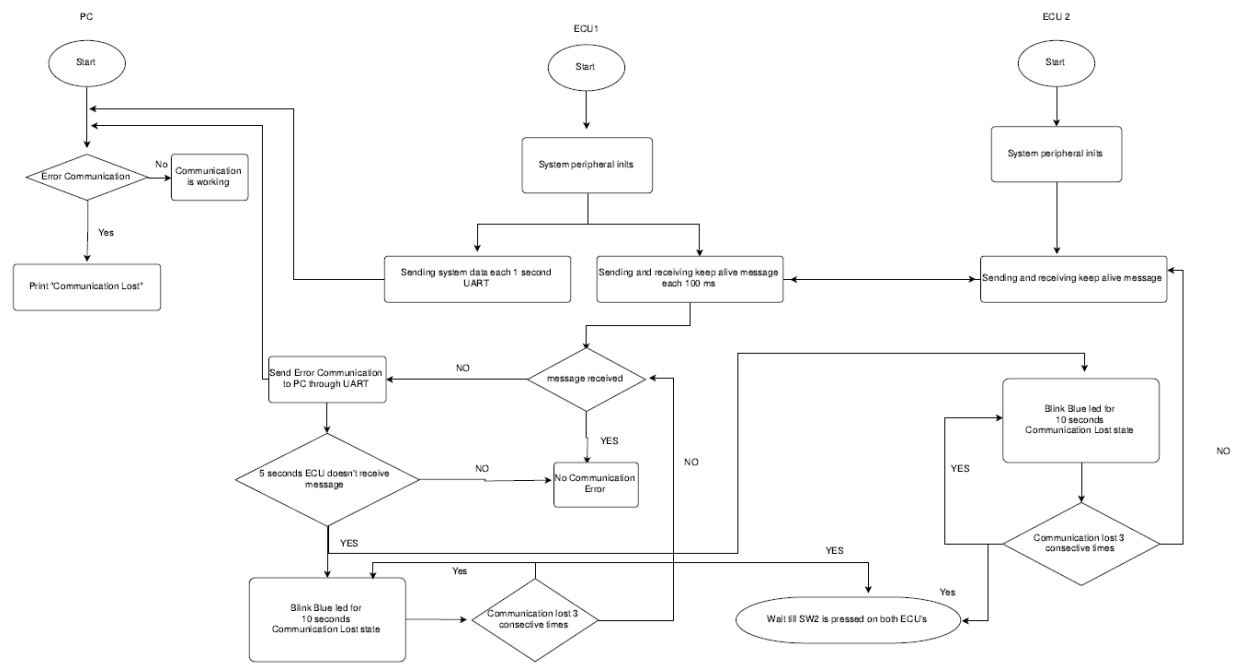 PC
ECU1
ECU 2
Start
Start
Start
System peripheral inits
System peripheral inits
Error Communication
No
Communication
is working
Yes
Print "Communication Lost"
Sending system data each 1 second
UART
Sending and receiving keep alive message
each 100 ms
Sending and receiving keep alive message
Send Error Communication
to PC through UART
NO
message received
YES
NO
No Communication
Error
5 seconds ECU doesn't receive
message
NO
YES
Blink Blue led for
10 seconds
Communication Lost state
YES
NO
Communication lost 3
consective times
Yes
Blink Blue led for
10 seconds
Communication Lost state
Yes
Communication lost 3
consective times
YES
Wait till SW2 is pressed on both ECU's